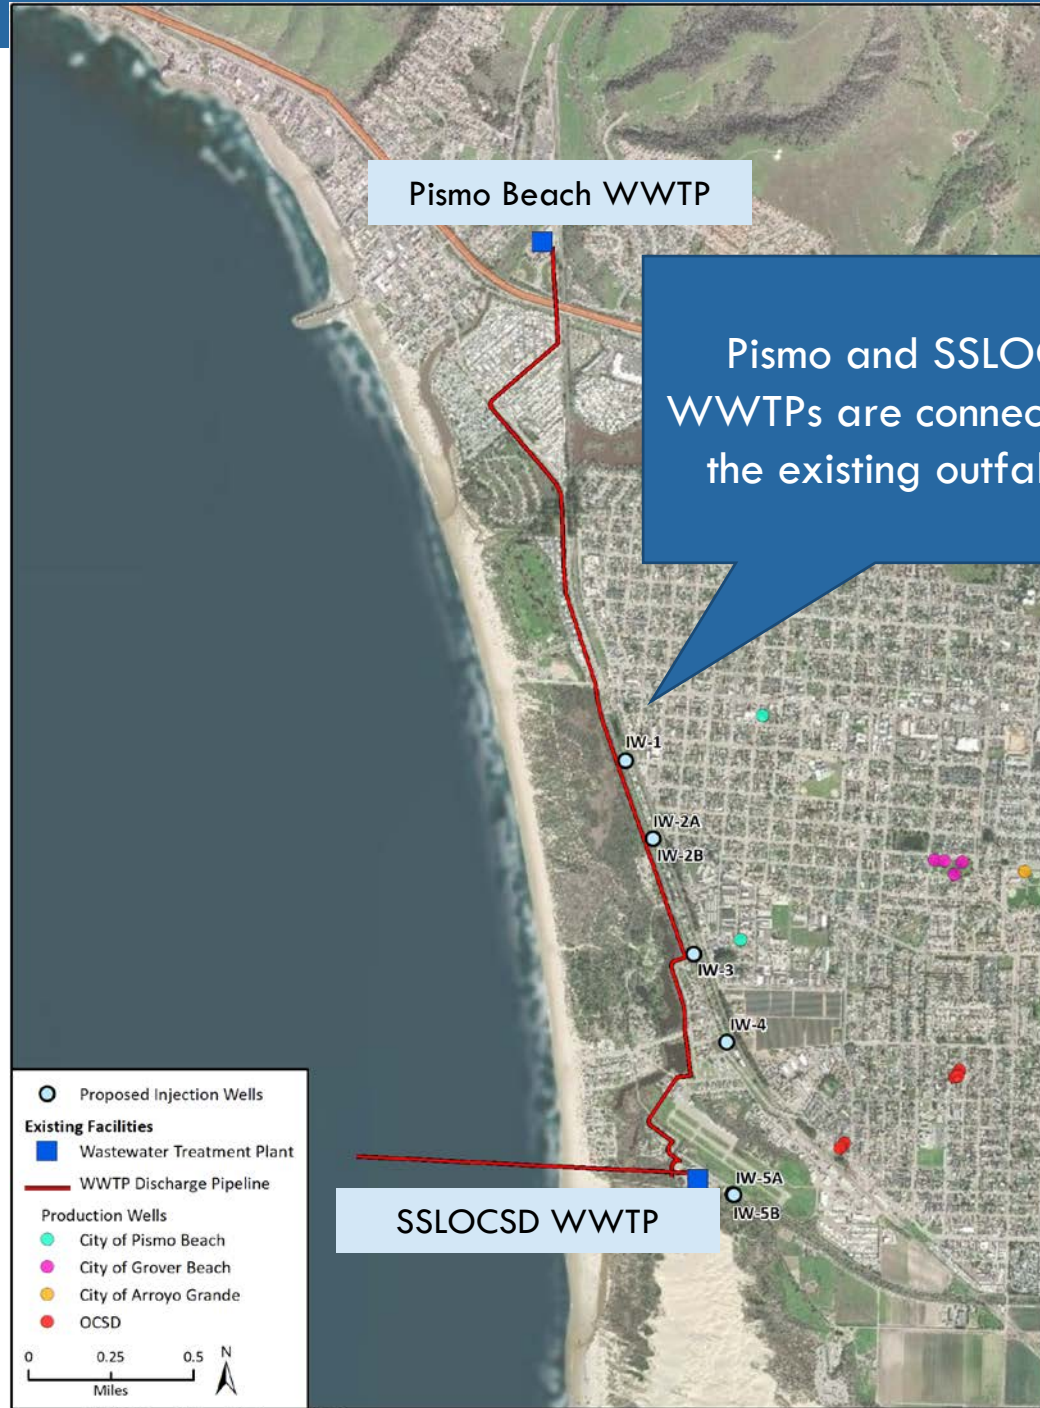 Pismo Beach WWTP
Pismo and SSLOC
WWTPs are connec
the existing outfal
IW-1
IW-2A
IW-2B
IW-3
IW-4
IW-5A
IW-5B
SSLOCSD WWTP
Proposed Injection Wells
Existing Facilities
Wastewater Treatment Plant
WWTP Discharge Pipeline
Production Wells
City of Pismo Beach
City of Grover Beach
City of Arroyo Grande
OCSD
0 0.25 0.5 N
Miles